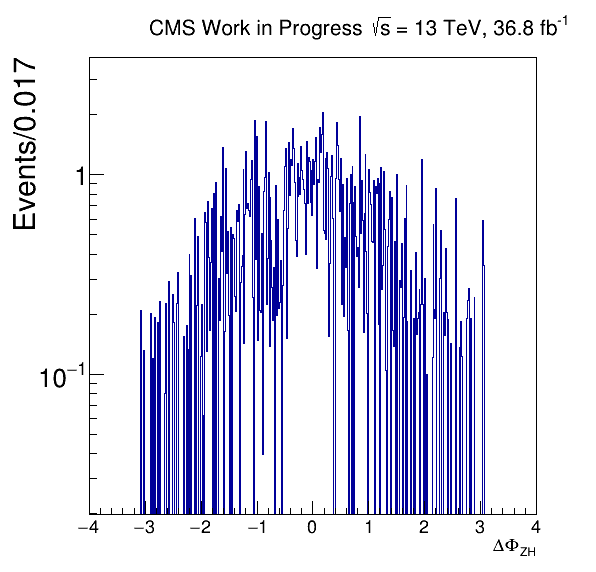 CMS Work in Progress √s = 13 TeV, 36.8 fb⁻¹
Events/0.017
1
10⁻¹
−4 −3 −2 −1 0 1 2 3 4
ΔΦ_ZH